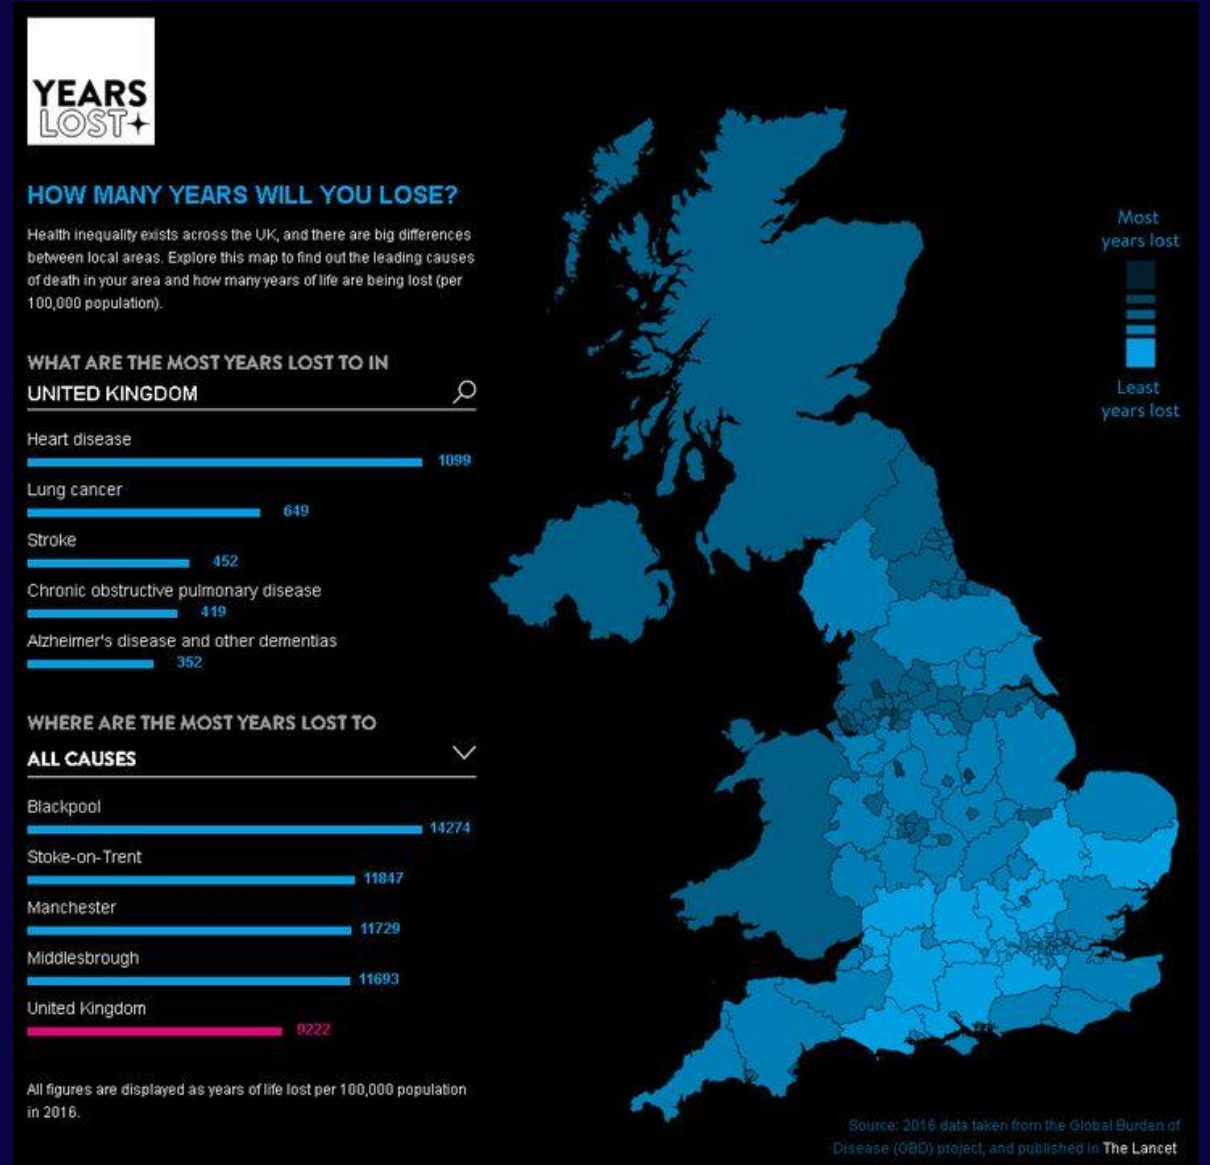 YEARS
LOST
HOW MANY YEARS WILL YOU LOSE?
Health inequality exists across the UK, and there are big differences
between local areas. Explore this map to find out the leading causes
of death in your area and how many years of life are being lost (per
100,000 population).
WHAT ARE THE MOST YEARS LOST TO IN
UNITED KINGDOM
Heart disease
1099
Lung cancer
649
Stroke
452
Chronic obstructive pulmonary disease
419
Alzheimer's disease and other dementias
352
WHERE ARE THE MOST YEARS LOST TO
ALL CAUSES
Blackpool
14274
Stoke-on-Trent
11847
Manchester
11729
Middlesbrough
11693
United Kingdom
9222
All figures are displayed as years of life lost per 100,000 population
in 2016.
Most
years lost
Least
years lost
Source: 2016 data taken from the Global Burden of
Disease (GBD) project, and published in The Lancet